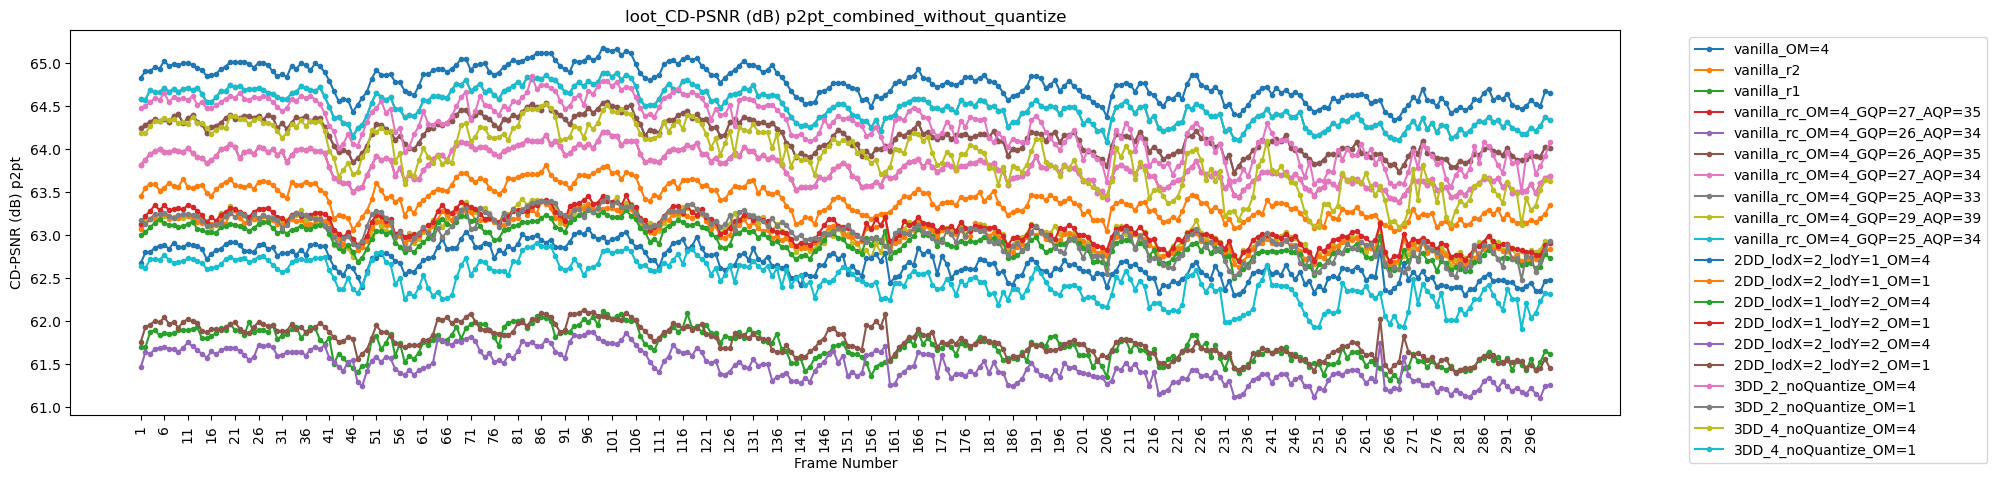 loot_CD-PSNR (dB) p2pt_combined_without_quantize
CD-PSNR (dB) p2pt
65.0
64.5
64.0
63.5
63.0
62.5
62.0
61.5
61.0
1 6 11 16 21 26 31 36 41 46 51 56 61 66 71 76 81 86 91 96 101 106 111 116 121 126 131 136 141 146 151 156 161 166 171 176 181 186 191 196 201 206 211 216 221 226 231 236 241 246 251 256 261 266 271 276 281 286 291 296
Frame Number
vanilla_OM=4
vanilla_r2
vanilla_r1
vanilla_rc_OM=4_GQP=27_AQP=35
vanilla_rc_OM=4_GQP=26_AQP=34
vanilla_rc_OM=4_GQP=26_AQP=35
vanilla_rc_OM=4_GQP=27_AQP=34
vanilla_rc_OM=4_GQP=25_AQP=33
vanilla_rc_OM=4_GQP=29_AQP=39
vanilla_rc_OM=4_GQP=25_AQP=34
2DD_lodX=2_lodY=1_OM=4
2DD_lodX=2_lodY=1_OM=1
2DD_lodX=1_lodY=2_OM=4
2DD_lodX=1_lodY=2_OM=1
2DD_lodX=2_lodY=2_OM=4
2DD_lodX=2_lodY=2_OM=1
3DD_2_noQuantize_OM=4
3DD_2_noQuantize_OM=1
3DD_4_noQuantize_OM=4
3DD_4_noQuantize_OM=1